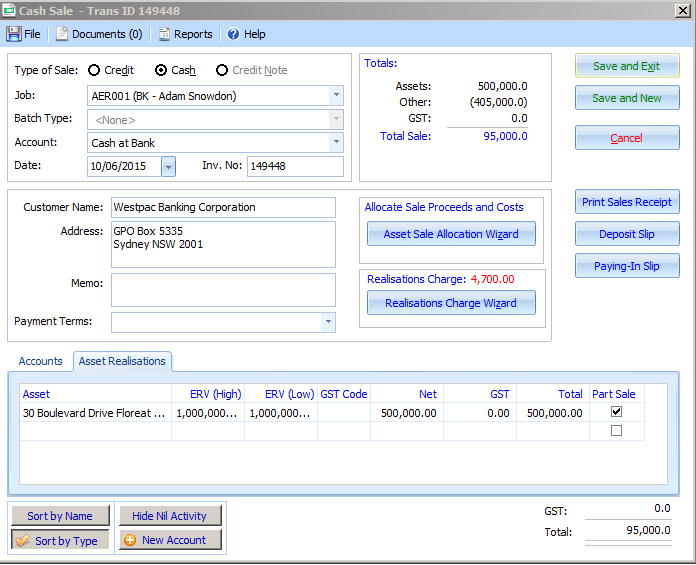 Cash Sale - Trans ID 149448
File Documents (0) Reports Help
Type of Sale: Credit Cash Credit Note
Job: AER001 (BK - Adam Snowdon)
Batch Type: <None>
Account: Cash at Bank
Date: 10/06/2015 Inv. No: 149448
Totals:
Assets: 500,000.0
Other: (405,000.0)
GST: 0.0
Total Sale: 95,000.0
Save and Exit
Save and New
Cancel
Customer Name: Westpac Banking Corporation
Address: GPO Box 5335
Sydney NSW 2001
Memo:
Payment Terms:
Allocate Sale Proceeds and Costs
Asset Sale Allocation Wizard
Realisations Charge: 4,700.00
Realisations Charge Wizard
Print Sales Receipt
Deposit Slip
Paying-In Slip
Accounts Asset Realisations
Asset ERV (High) ERV (Low) GST Code Net GST Total Part Sale
30 Boulevard Drive Floreat ... 1,000,000... 1,000,000... 500,000.00 0.00 500,000.00
Sort by Name Hide Nil Activity
Sort by Type New Account
GST: 0.0
Total: 95,000.0